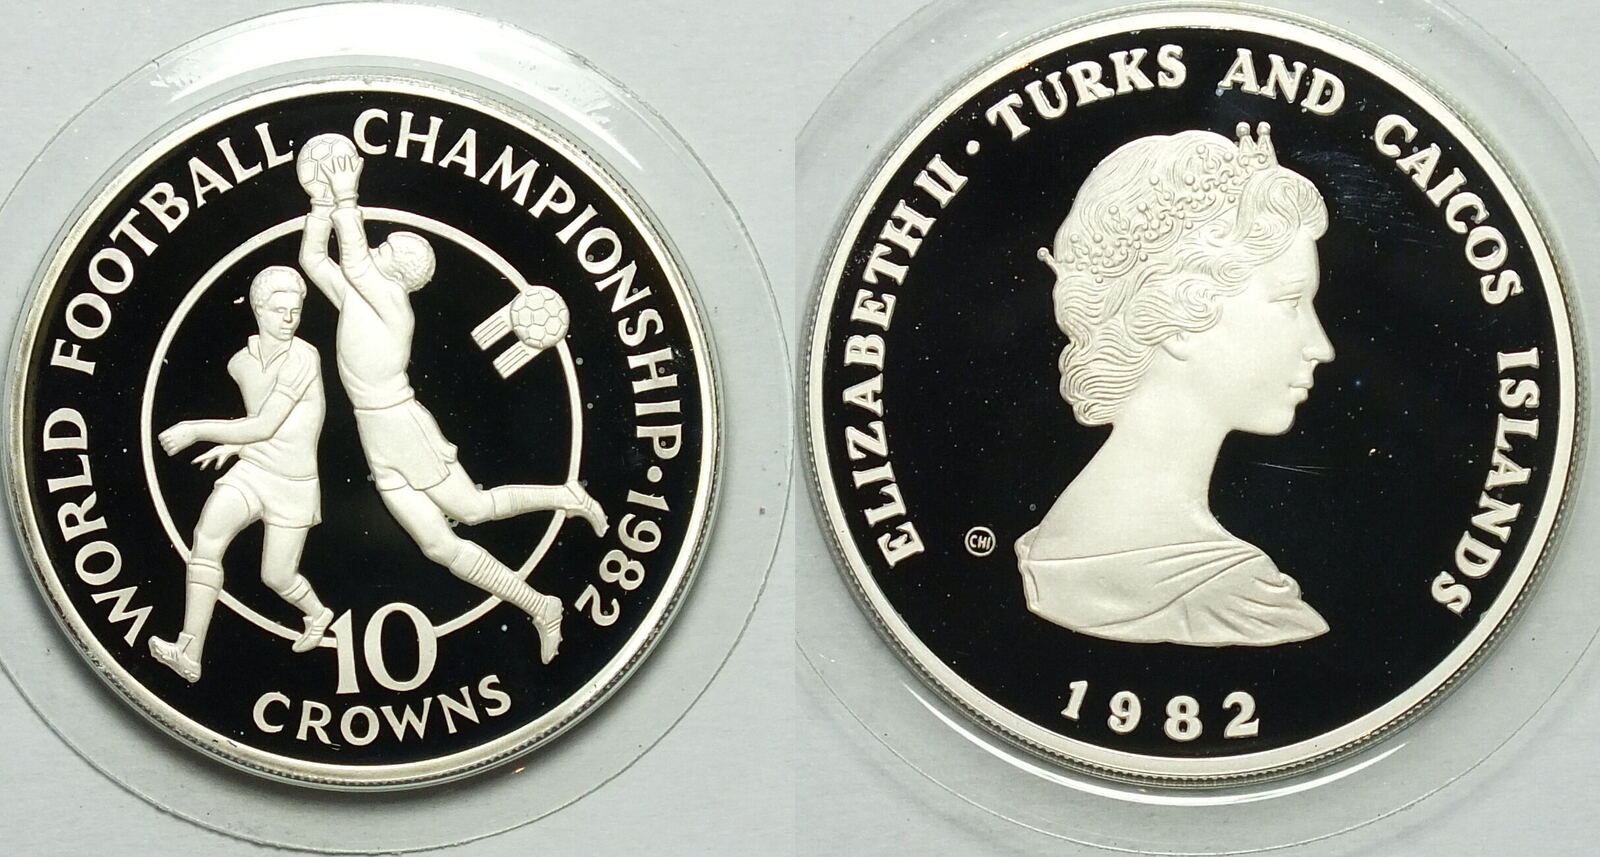 WORLD FOOTBALL CHAMPIONSHIP · 1982
10
CROWNS
ELIZABETH II · TURKS AND CAICOS ISLANDS
CHI
1982